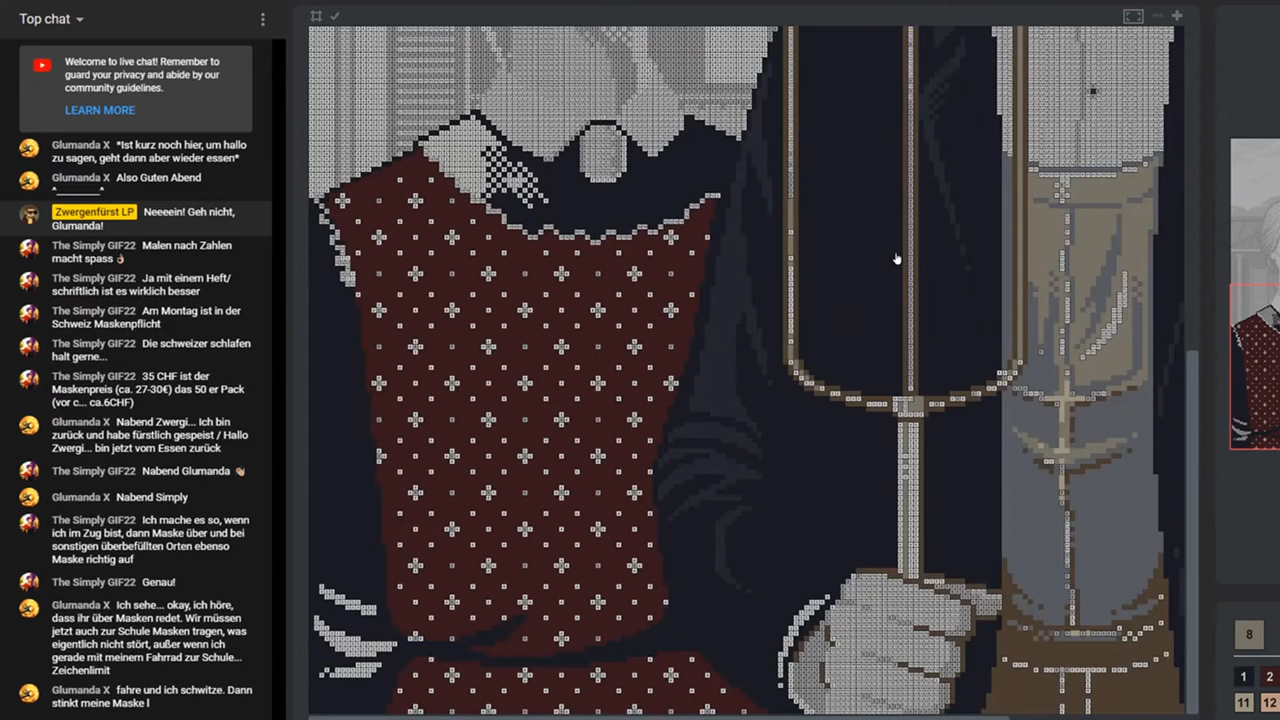 Top chat
Welcome to live chat! Remember to
guard your privacy and abide by our
community guidelines.
LEARN MORE
Glumanda X *Ist kurz noch hier, um hallo
zu sagen, geht dann aber wieder essen*
Glumanda X Also Guten Abend
^_________^
Zwergenfürst LP Neeeein! Geh nicht,
Glumanda!
The Simply GIF22 Malen nach Zahlen
macht spass 👌🏽
The Simply GIF22 Ja mit einem Heft/
schriftlich ist es wirklich besser
The Simply GIF22 Am Montag ist in der
Schweiz Maskenpflicht
The Simply GIF22 Die schweizer schlafen
halt gerne...
The Simply GIF22 35 CHF ist der
Maskenpreis (ca. 27-30€) das 50 er Pack
(vor c... ca.6CHF)
Glumanda X Nabend Zwergi... Ich bin
zurück und habe fürstlich gespeist / Hallo
Zwergi... bin jetzt vom Essen zurück
The Simply GIF22 Nabend Glumanda 👋🏽
Glumanda X Nabend Simply
The Simply GIF22 Ich mache es so, wenn
ich im Zug bist, dann Maske über und bei
sonstigen überbefüllten Orten ebenso
Maske richtig auf
The Simply GIF22 Genau!
Glumanda X Ich sehe... okay, ich höre,
dass ihr über Masken redet. Wir müssen
jetzt auch zur Schule Masken tragen, was
eigentlich nicht stört, außer wenn ich
gerade mit meinem Fahrrad zur Schule...
Zeichenlimit
Glumanda X fahre und ich schwitze. Dann
stinkt meine Maske l
8
1 2
11 12